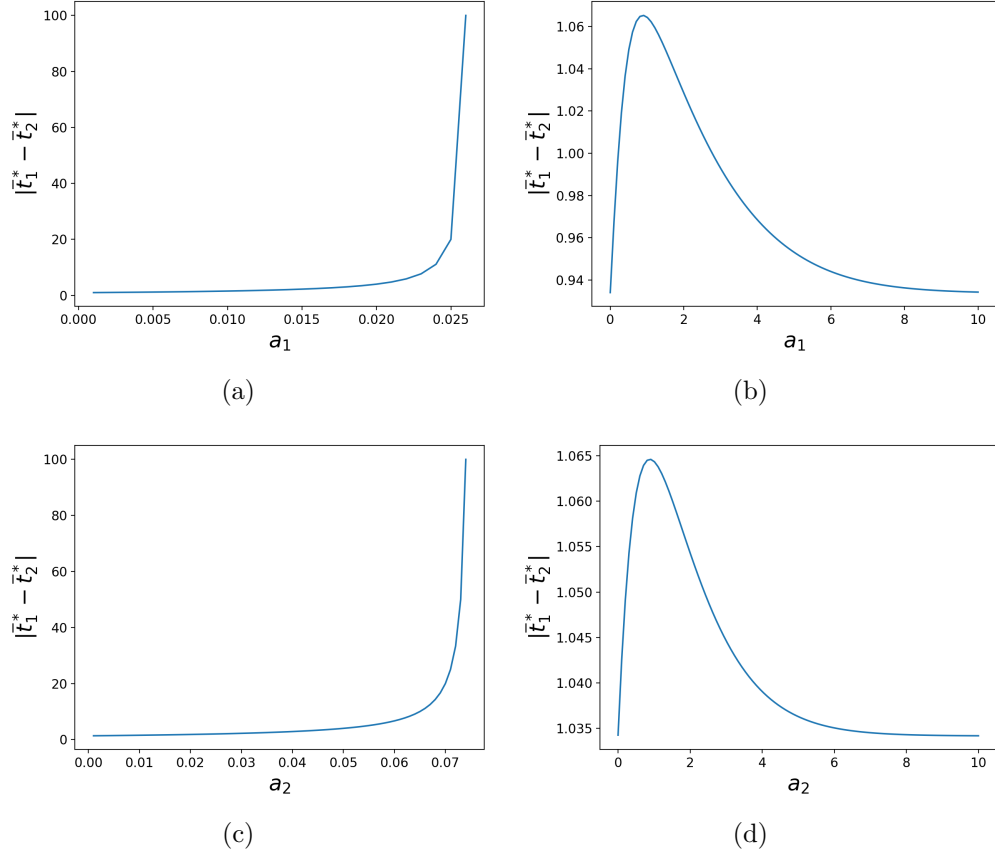 100
80
60
40
20
0
|t̄₁* − t̄₂*|
0.000 0.005 0.010 0.015 0.020 0.025
a₁
(a)
1.06
1.04
1.02
1.00
0.98
0.96
0.94
|t̄₁* − t̄₂*|
0 2 4 6 8 10
a₁
(b)
100
80
60
40
20
0
|t̄₁* − t̄₂*|
0.00 0.01 0.02 0.03 0.04 0.05 0.06 0.07
a₂
(c)
1.065
1.060
1.055
1.050
1.045
1.040
1.035
|t̄₁* − t̄₂*|
0 2 4 6 8 10
a₂
(d)